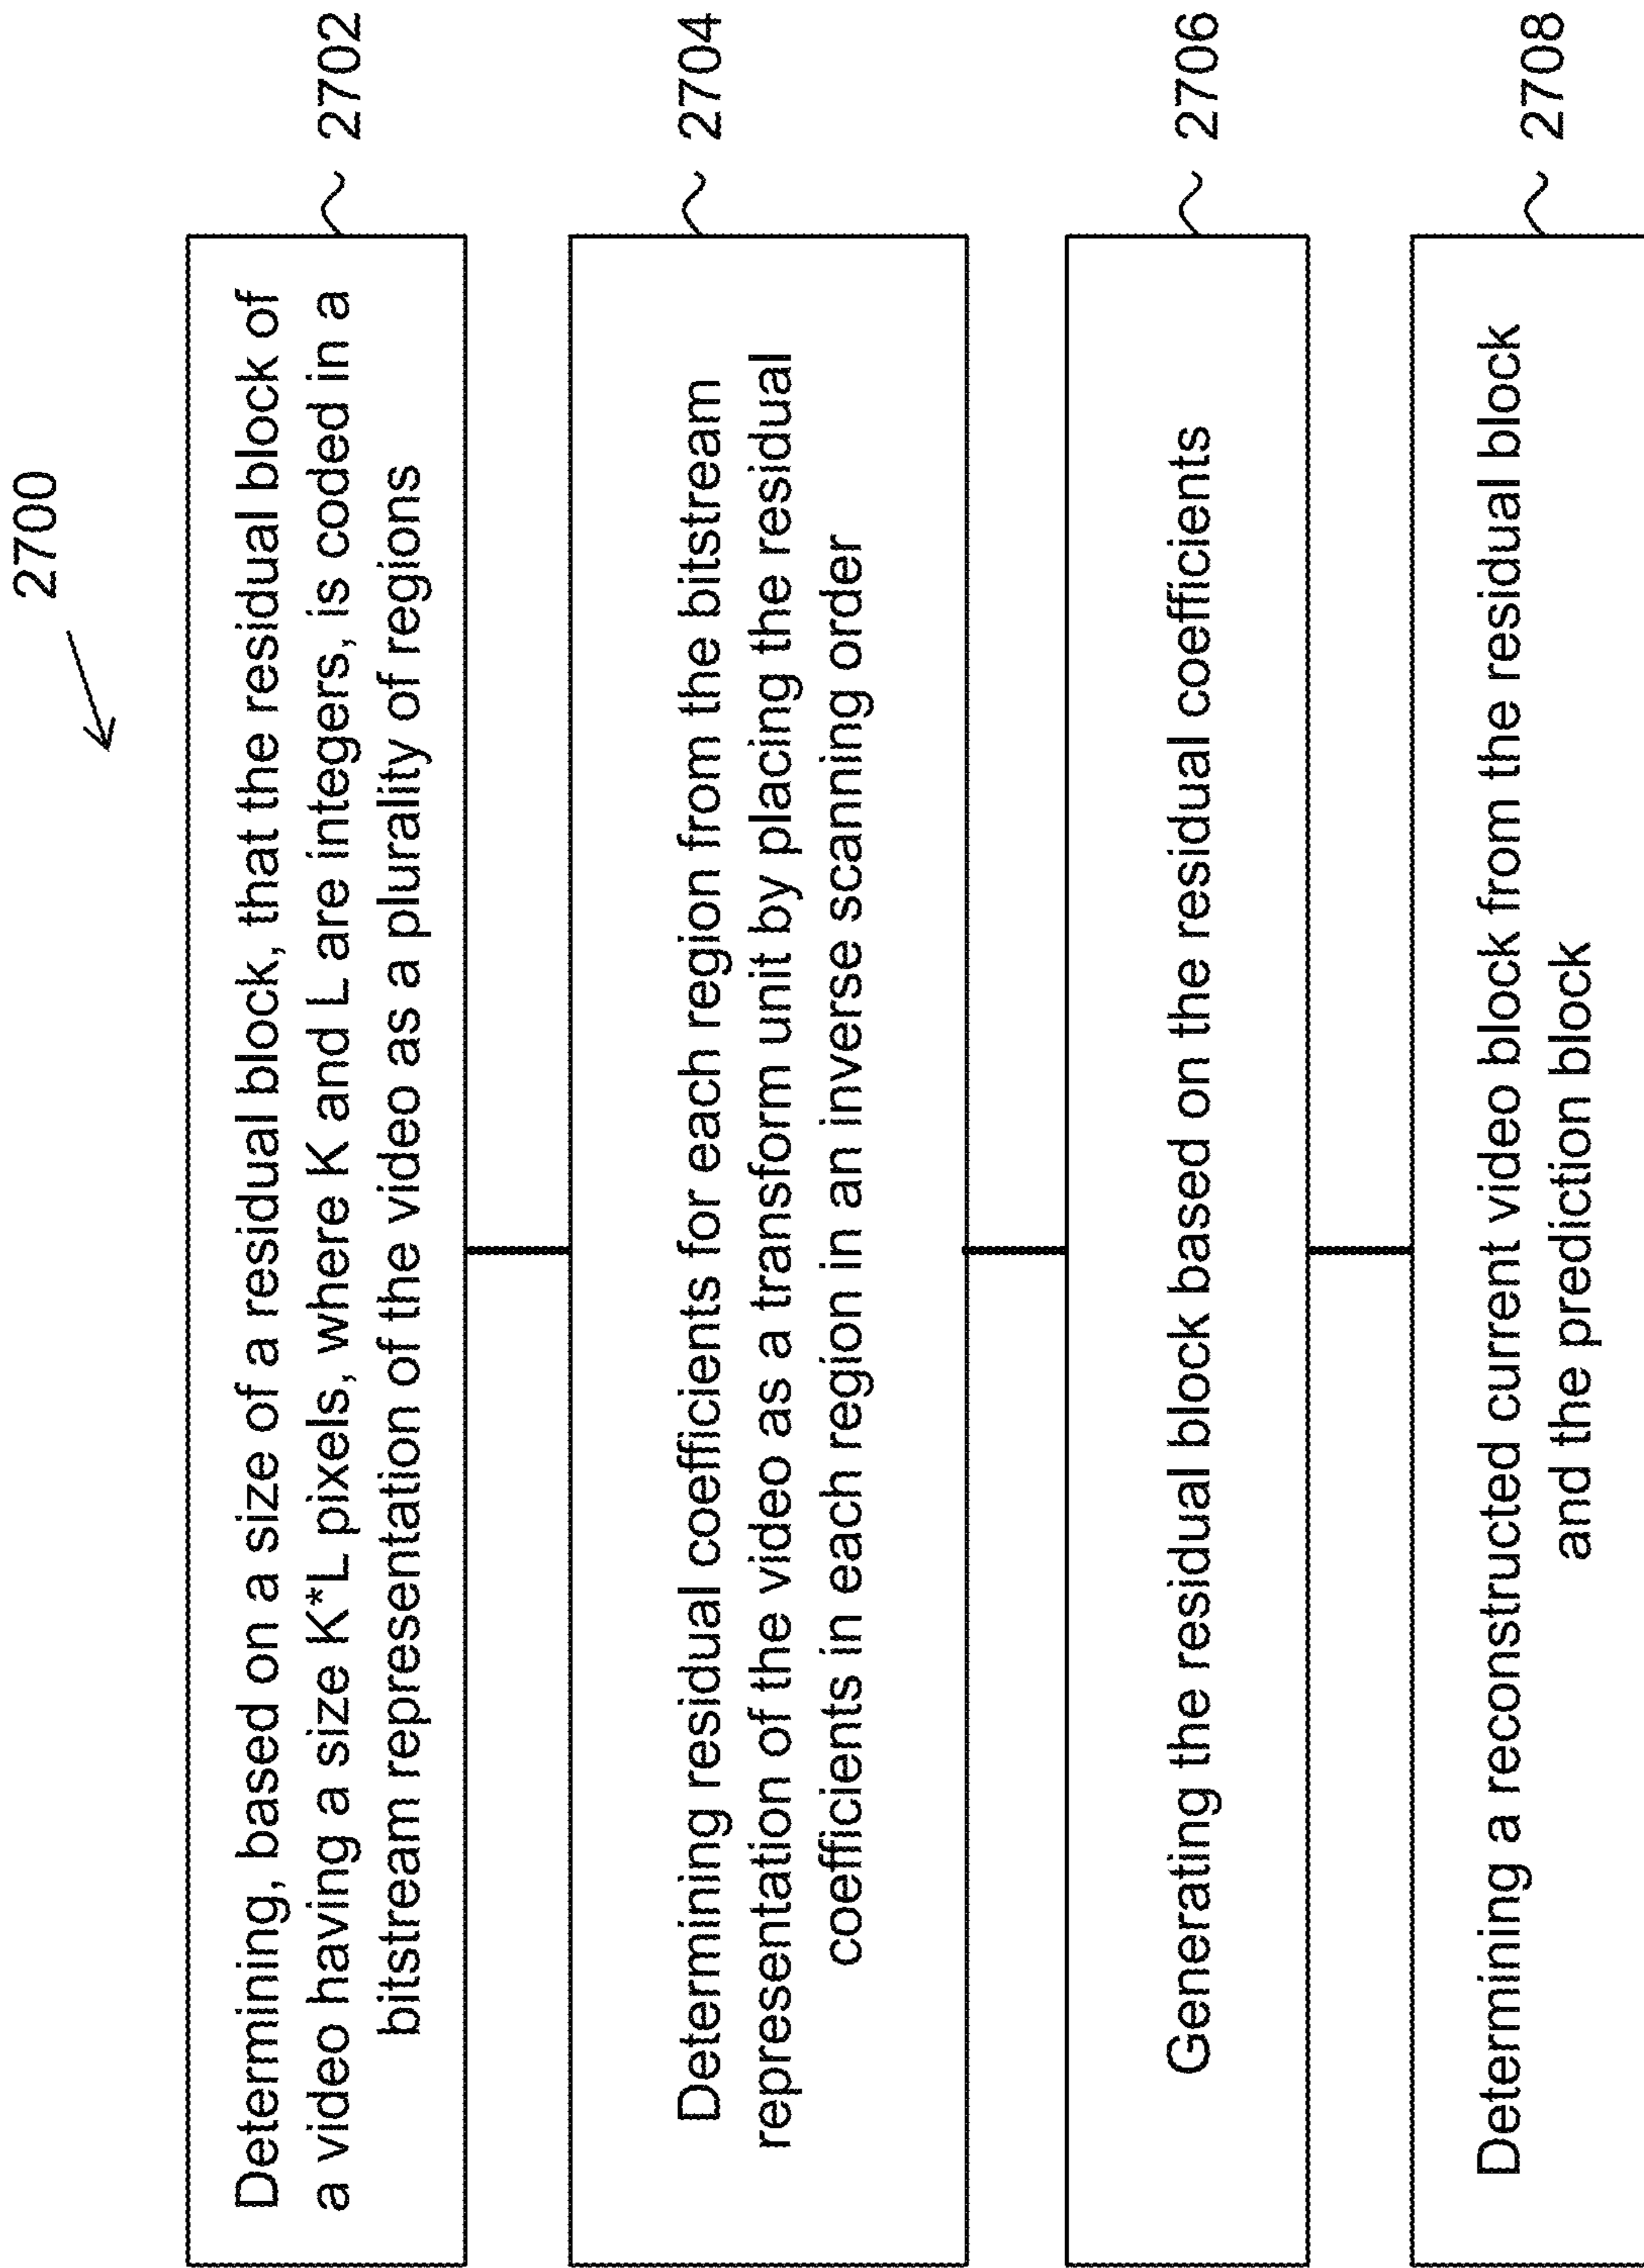 2700
Determining, based on a size of a residual block, that the residual block of
a video having a size K*L pixels, where K and L are integers, is coded in a
bitstream representation of the video as a plurality of regions
2702
Determining residual coefficients for each region from the bitstream
representation of the video as a transform unit by placing the residual
coefficients in each region in an inverse scanning order
2704
Generating the residual block based on the residual coefficients
2706
Determining a reconstructed current video block from the residual block
and the prediction block
2708